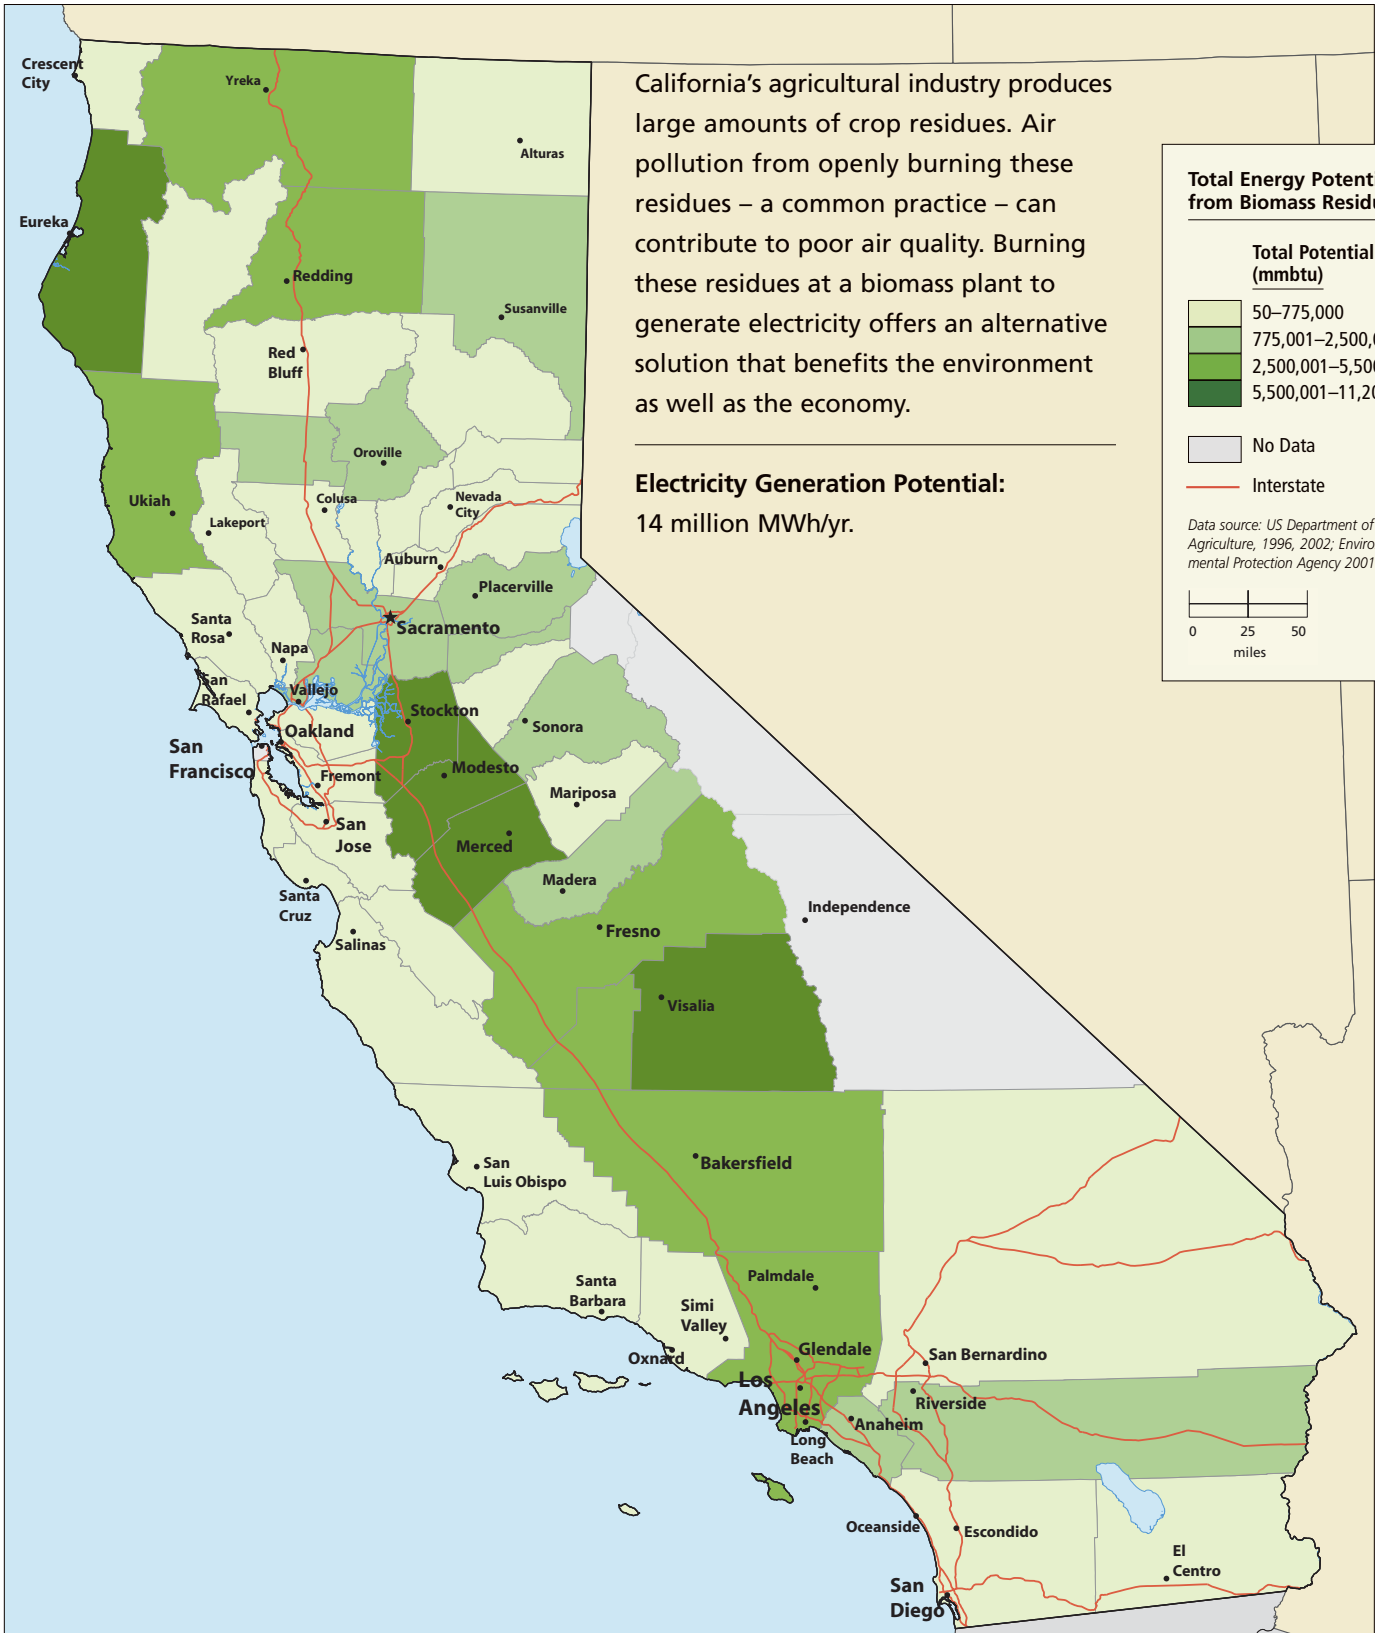 California’s agricultural industry produces
large amounts of crop residues. Air
pollution from openly burning these
residues – a common practice – can
contribute to poor air quality. Burning
these residues at a biomass plant to
generate electricity offers an alternative
solution that benefits the environment
as well as the economy.
Electricity Generation Potential:
14 million MWh/yr.
Total Energy Potenti
from Biomass Residu
Total Potential
(mmbtu)
50–775,000
775,001–2,500,0
2,500,001–5,500
5,500,001–11,20
No Data
Interstate
Data source: US Department of
Agriculture, 1996, 2002; Enviro
mental Protection Agency 2001
0 25 50
miles
Crescent
City
Yreka
Alturas
Eureka
Redding
Susanville
Red
Bluff
Oroville
Ukiah
Colusa
Nevada
City
Lakeport
Auburn
Placerville
Santa
Rosa
Sacramento
Napa
San
Rafael
Vallejo
Stockton
Sonora
Oakland
San
Francisco
Modesto
Fremont
Mariposa
San
Jose
Merced
Madera
Santa
Cruz
Independence
Fresno
Salinas
Visalia
Bakersfield
San
Luis Obispo
Palmdale
Santa
Barbara
Simi
Valley
Glendale
San Bernardino
Oxnard
Los
Angeles
Riverside
Anaheim
Long
Beach
Oceanside
Escondido
El
Centro
San
Diego